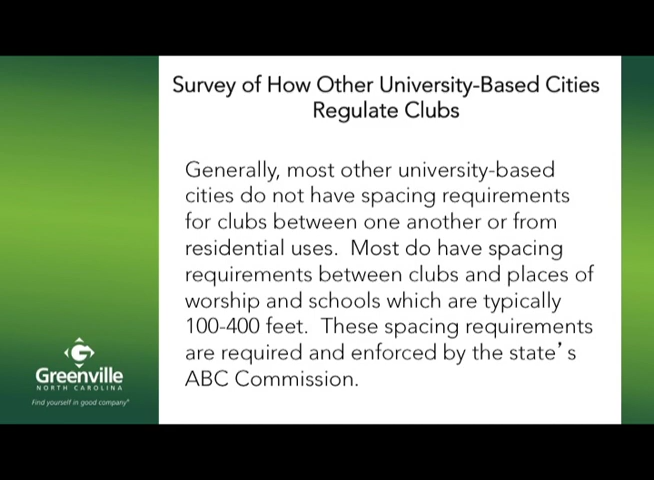 Survey of How Other University-Based Cities
Regulate Clubs
Generally, most other university-based
cities do not have spacing requirements
for clubs between one another or from
residential uses.  Most do have spacing
requirements between clubs and places of
worship and schools which are typically
100-400 feet.  These spacing requirements
are required and enforced by the state’s
ABC Commission.
G
Greenville
NORTH CAROLINA
Find yourself in good company®